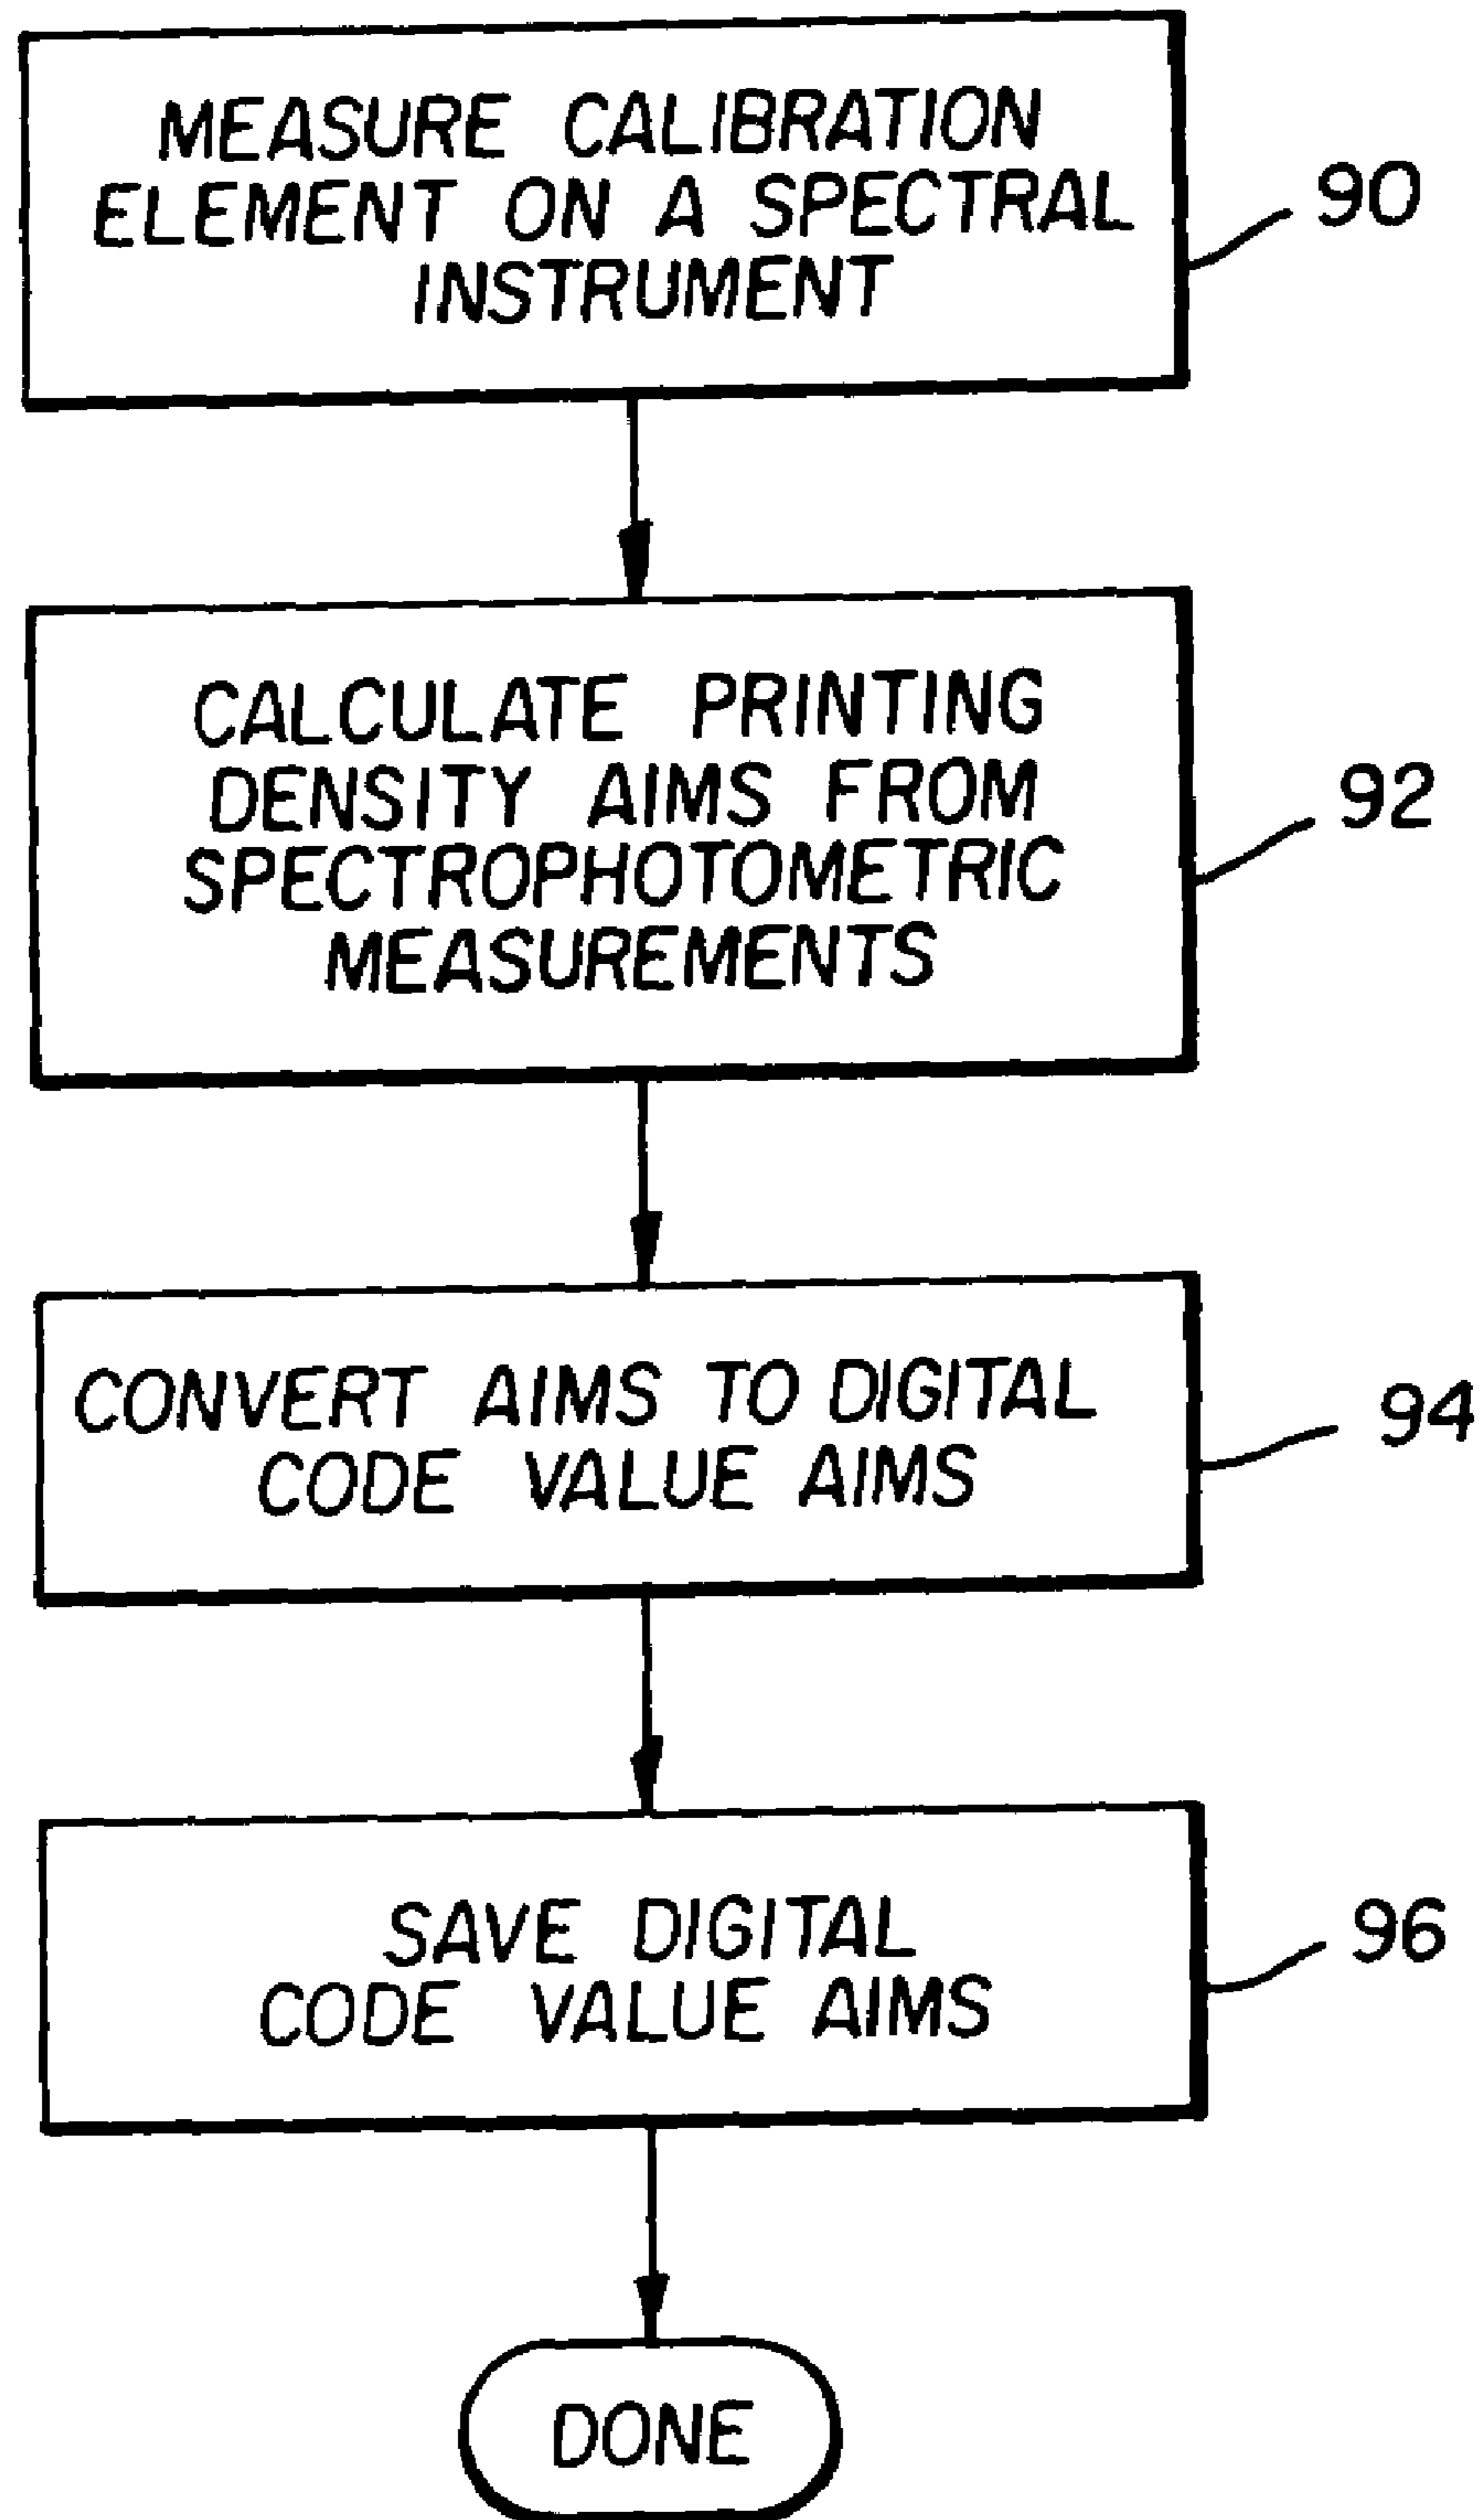 MEASURE CALIBRATION
ELEMENT ON A SPECTRAL
INSTRUMENT
90
CALCULATE PRINTING
DENSITY AIMS FROM
SPECTROPHOTOMETRIC
MEASUREMENTS
92
CONVERT AIMS TO DIGITAL
CODE VALUE AIMS
94
SAVE DIGITAL
CODE VALUE AIMS
96
DONE